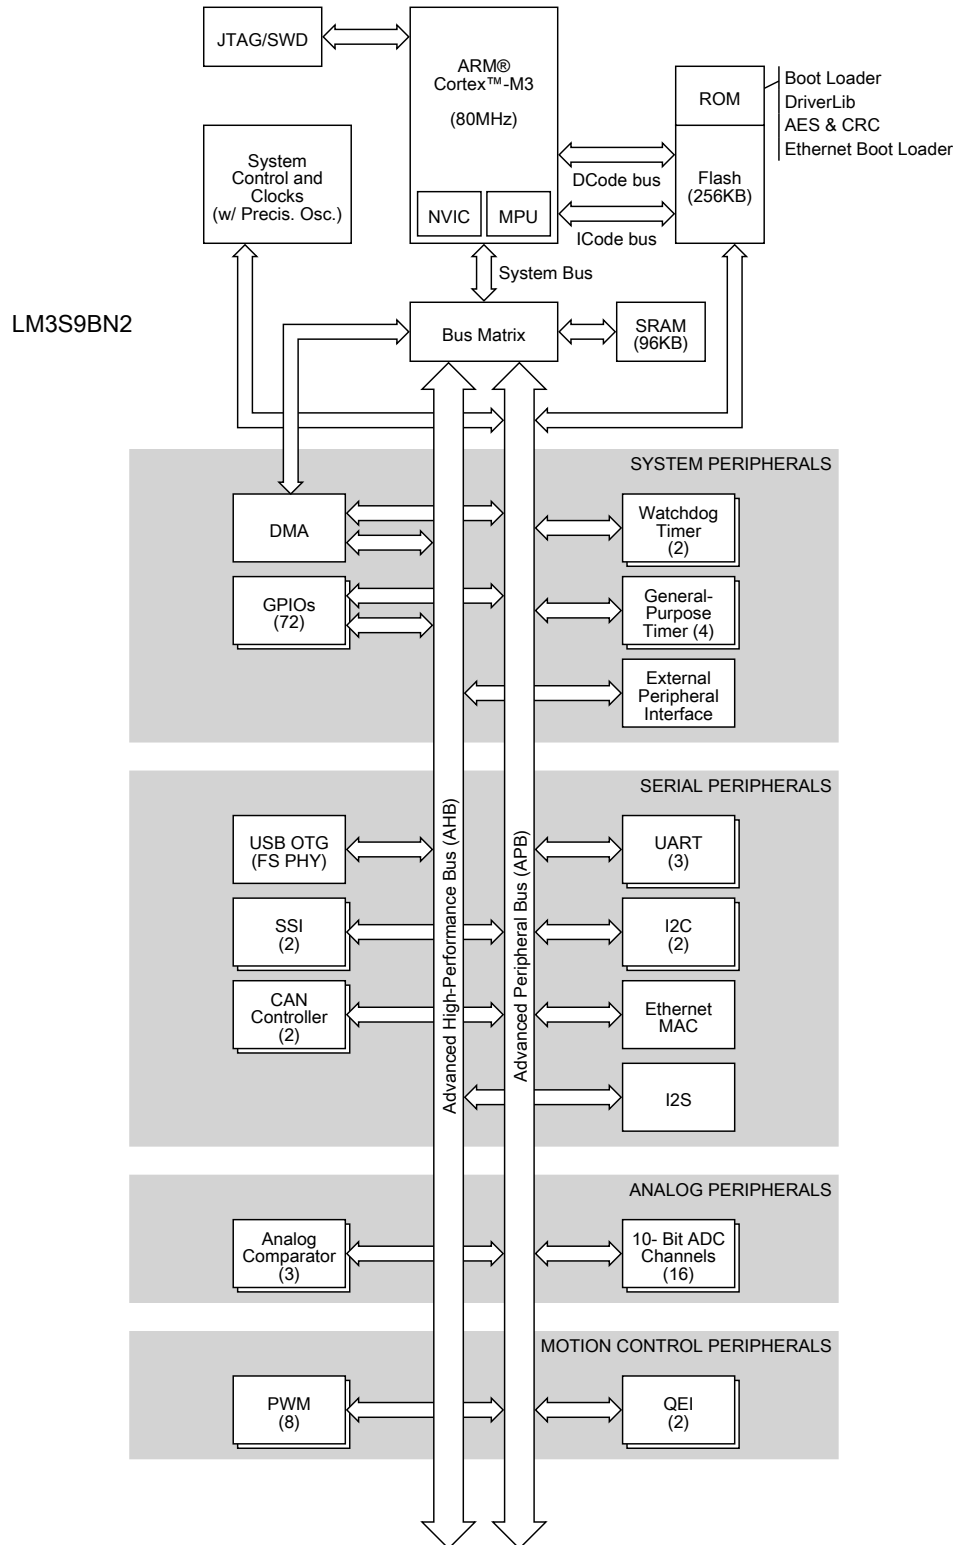 JTAG/SWD
ARM®
Cortex™-M3
(80MHz)
NVIC
MPU
ROM
Flash
(256KB)
Boot Loader
DriverLib
AES & CRC
Ethernet Boot Loader
System
Control and
Clocks
(w/ Precis. Osc.)
DCode bus
ICode bus
System Bus
LM3S9BN2
Bus Matrix
SRAM
(96KB)
SYSTEM PERIPHERALS
DMA
Watchdog
Timer
(2)
GPIOs
(72)
General-
Purpose
Timer (4)
External
Peripheral
Interface
Advanced High-Performance Bus (AHB)
Advanced Peripheral Bus (APB)
SERIAL PERIPHERALS
USB OTG
(FS PHY)
UART
(3)
SSI
(2)
I2C
(2)
CAN
Controller
(2)
Ethernet
MAC
I2S
ANALOG PERIPHERALS
Analog
Comparator
(3)
10- Bit ADC
Channels
(16)
MOTION CONTROL PERIPHERALS
PWM
(8)
QEI
(2)